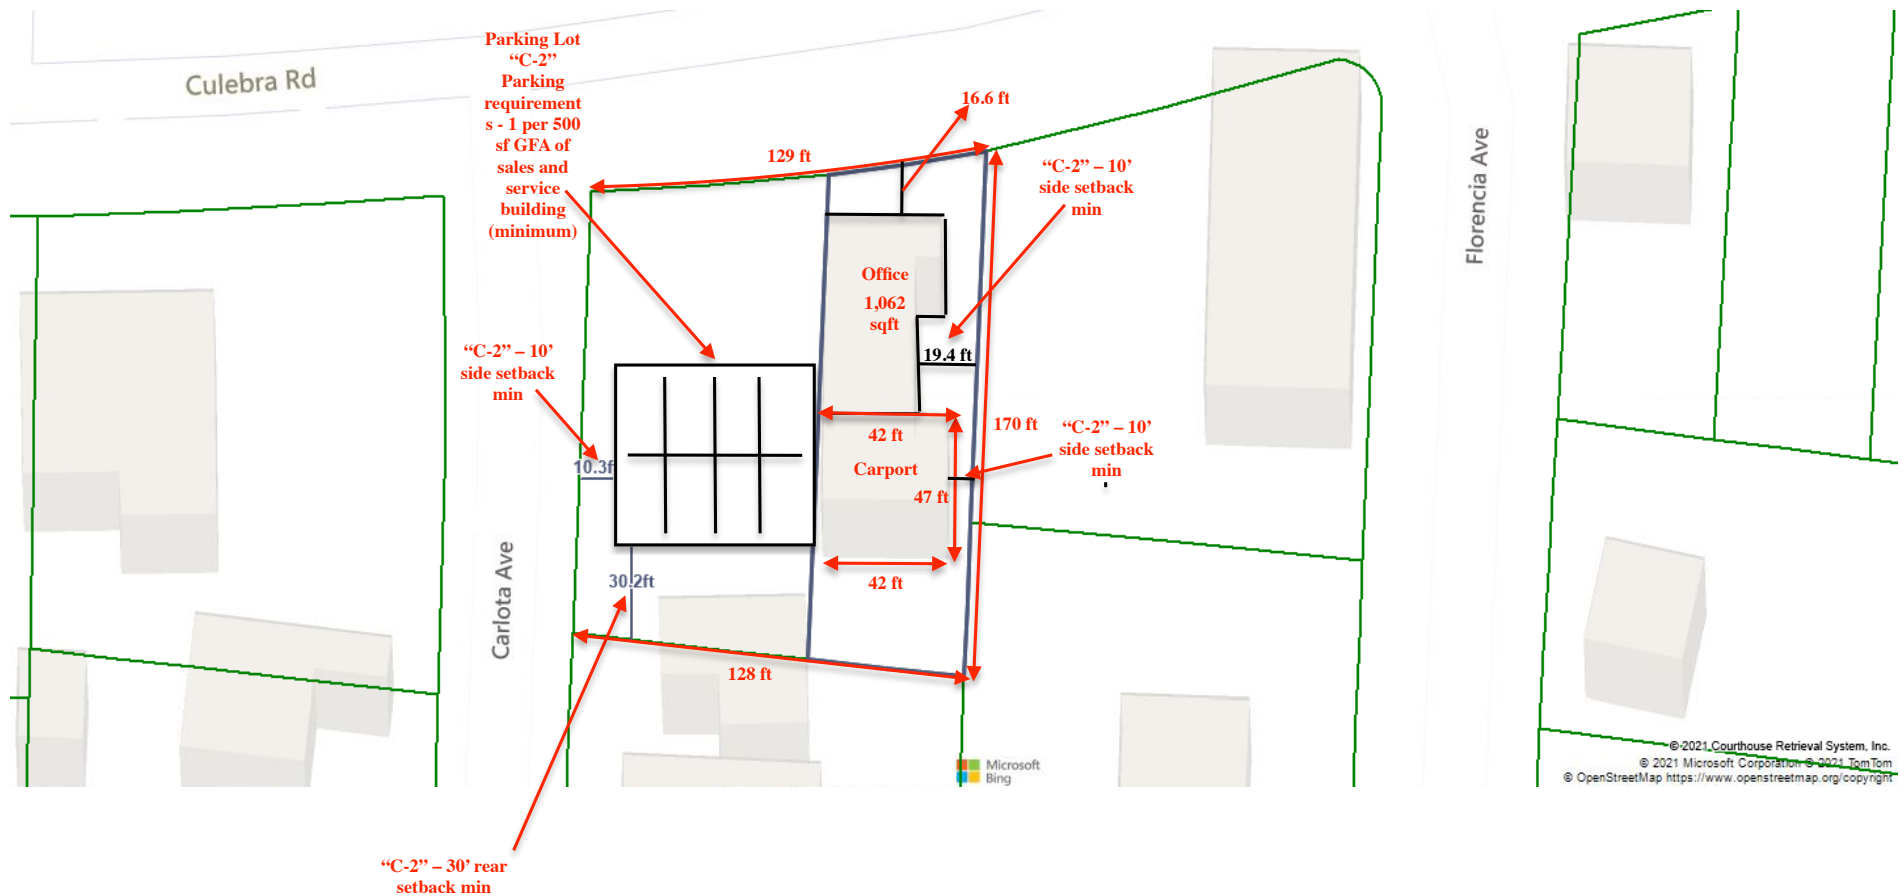 Parking Lot
“C-2”
Parking
requirement
s - 1 per 500
sf GFA of
sales and
service
building
(minimum)
Culebra Rd
16.6 ft
129 ft
“C-2” – 10’
side setback
min
Florencia Ave
Office
1,062
sqft
19.4 ft
“C-2” – 10’
side setback
min
170 ft
“C-2” – 10’
side setback
min
42 ft
Carport
10.3f
47 ft
Carlota Ave
30.2ft
42 ft
128 ft
Microsoft
Bing
© 2021 Courthouse Retrieval System, Inc.
© 2021 Microsoft Corporation © 2021 TomTom
© OpenStreetMap https://www.openstreetmap.org/copyright
“C-2” – 30’ rear
setback min